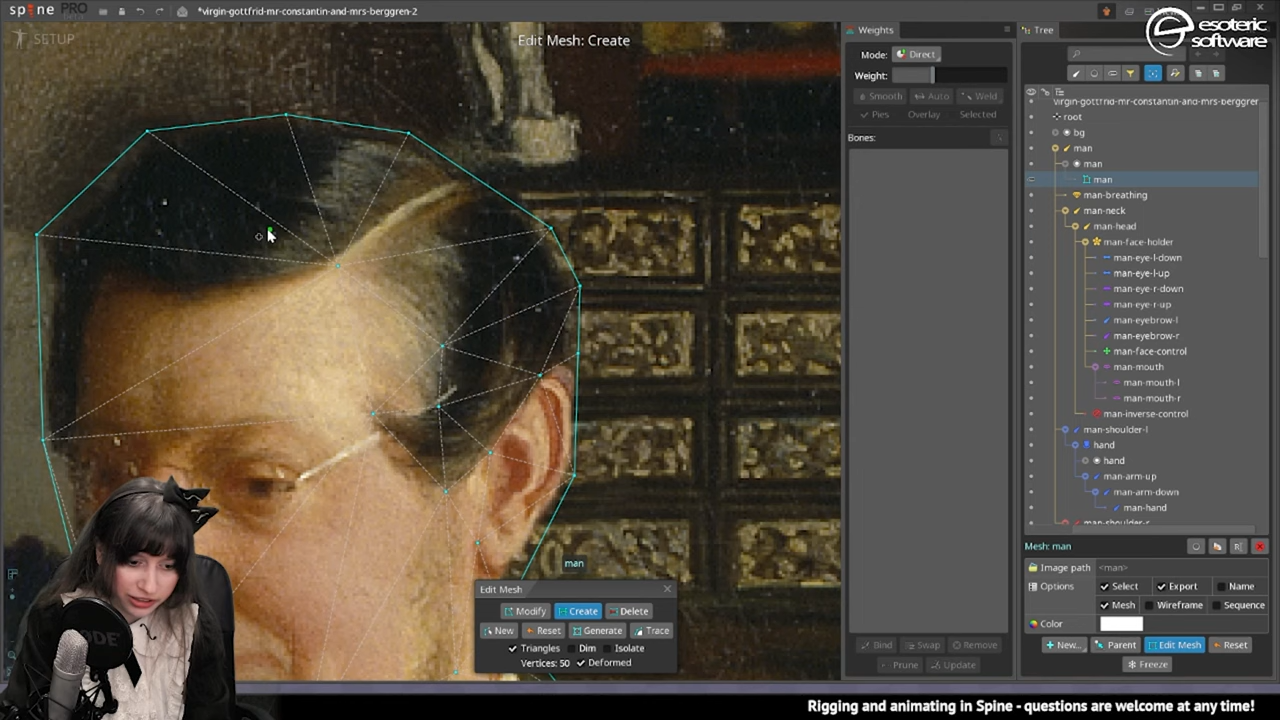 spine PRO beta
*virgin-gottfrid-mr-constantin-and-mrs-berggren-2
SETUP
Edit Mesh: Create
esoteric
software
Weights
Mode: Direct
Weight:
Smooth Auto Weld
Pies Overlay Selected
Bones:
Bind Swap Remove
Prune Update
Tree
virgin-gottfrid-mr-constantin-and-mrs-berggren
root
bg
man
man
man
man-breathing
man-neck
man-head
man-face-holder
man-eye-l-down
man-eye-l-up
man-eye-r-down
man-eye-r-up
man-eyebrow-l
man-eyebrow-r
man-face-control
man-mouth
man-mouth-l
man-mouth-r
man-inverse-control
man-shoulder-l
hand
hand
man-arm-up
man-arm-down
man-hand
man-shoulder-r
Mesh: man
Image path <man>
Options Select Export Name
Mesh Wireframe Sequence
Color
New... Parent Edit Mesh Reset
Freeze
man
Edit Mesh
Modify Create Delete
New Reset Generate Trace
Triangles Dim Isolate
Vertices: 50 Deformed
CODE
Rigging and animating in Spine - questions are welcome at any time!